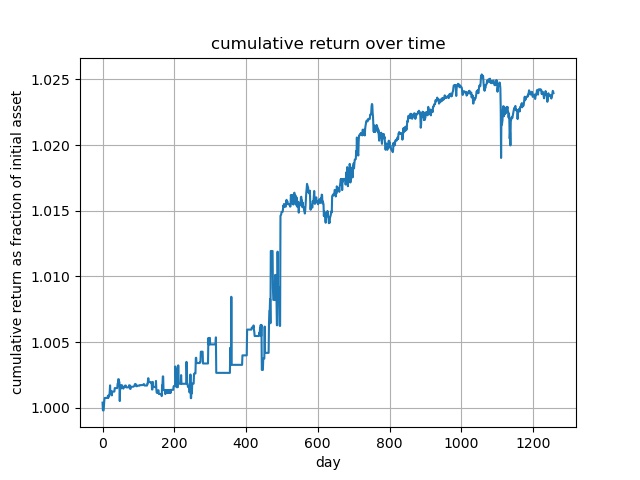 cumulative return over time
cumulative return as fraction of initial asset
1.025
1.020
1.015
1.010
1.005
1.000
0 200 400 600 800 1000 1200
day